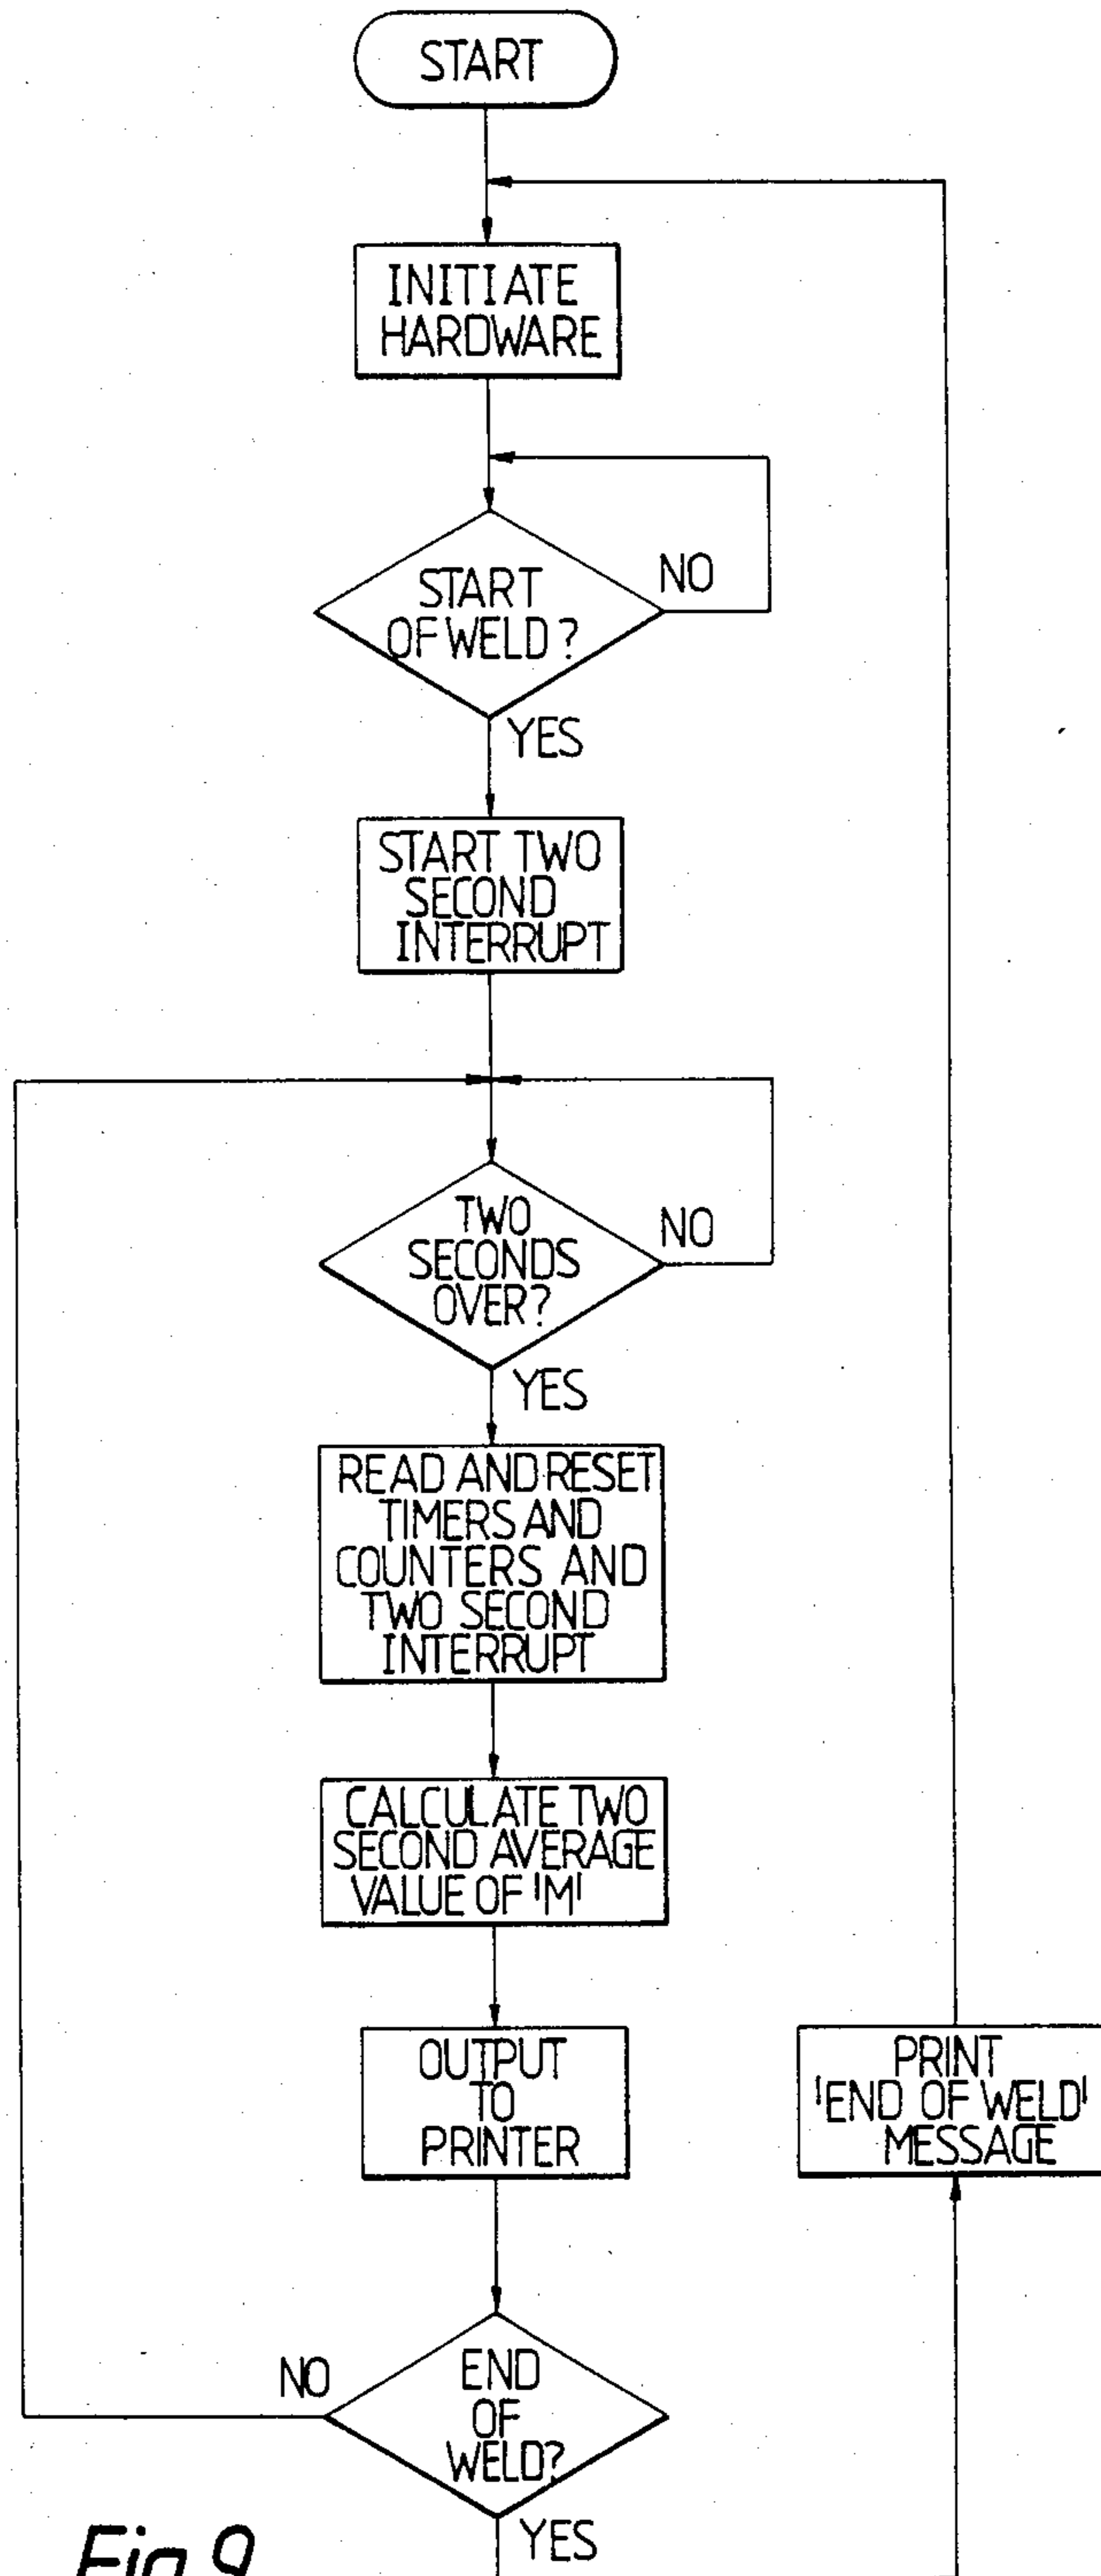 START
INITIATE
HARDWARE
START
OF WELD?
NO
YES
START TWO
SECOND
INTERRUPT
TWO
SECONDS
OVER?
NO
YES
READ AND RESET
TIMERS AND
COUNTERS AND
TWO SECOND
INTERRUPT
CALCULATE TWO
SECOND AVERAGE
VALUE OF 'M'
OUTPUT
TO
PRINTER
PRINT
'END OF WELD'
MESSAGE
END
OF
WELD?
NO
YES
Fig. 9